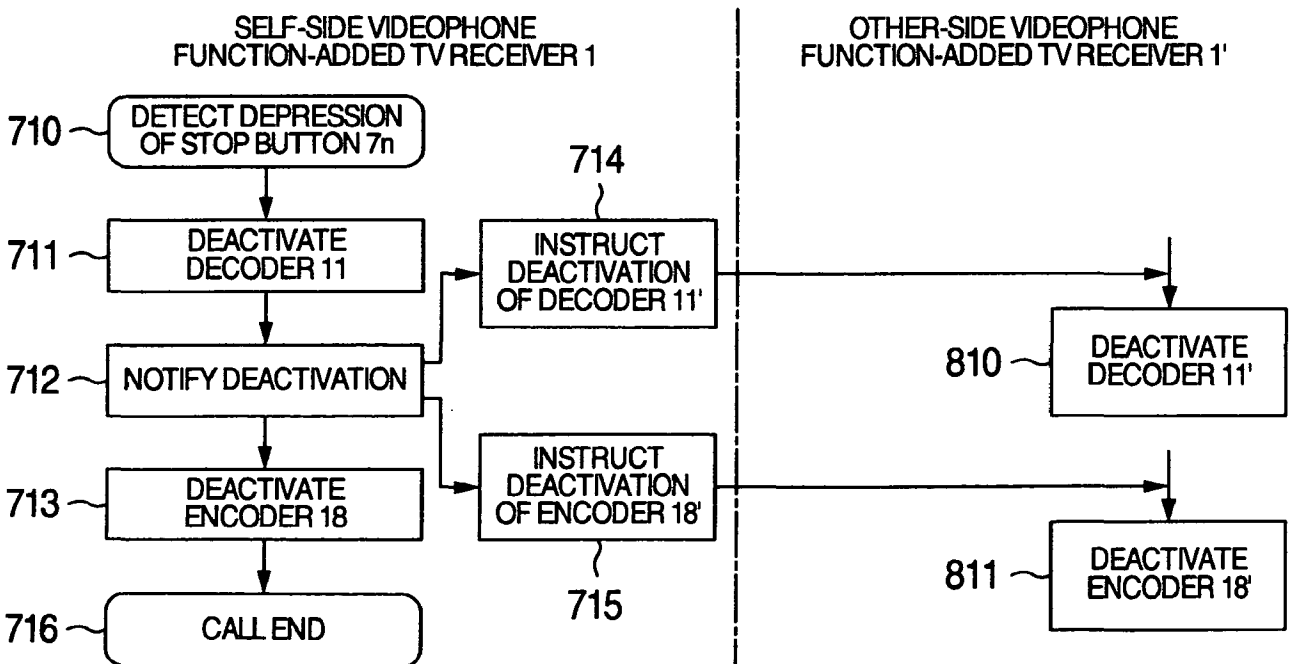 SELF-SIDE VIDEOPHONE
FUNCTION-ADDED TV RECEIVER 1
OTHER-SIDE VIDEOPHONE
FUNCTION-ADDED TV RECEIVER 1'
710
DETECT DEPRESSION
OF STOP BUTTON 7n
711
DEACTIVATE
DECODER 11
712
NOTIFY DEACTIVATION
713
DEACTIVATE
ENCODER 18
716
CALL END
714
INSTRUCT
DEACTIVATION
OF DECODER 11'
INSTRUCT
DEACTIVATION
OF ENCODER 18'
715
810
DEACTIVATE
DECODER 11'
811
DEACTIVATE
ENCODER 18'